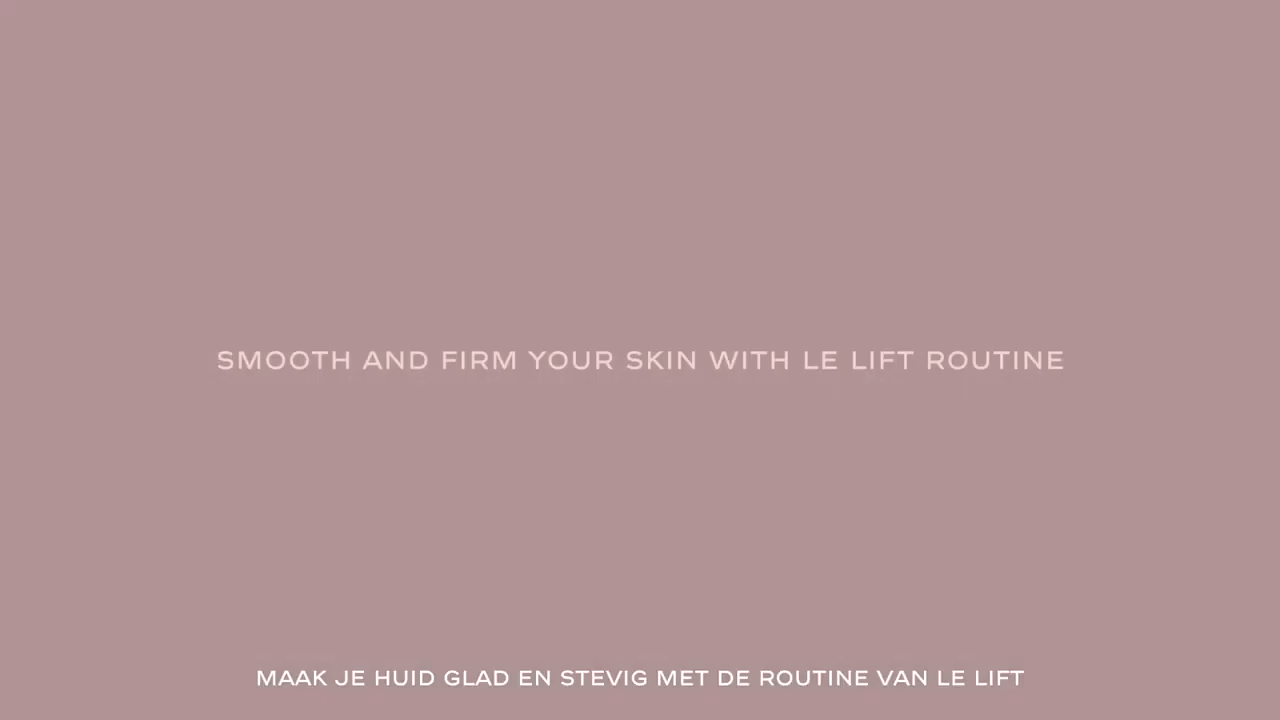 SMOOTH AND FIRM YOUR SKIN WITH LE LIFT ROUTINE
MAAK JE HUID GLAD EN STEVIG MET DE ROUTINE VAN LE LIFT